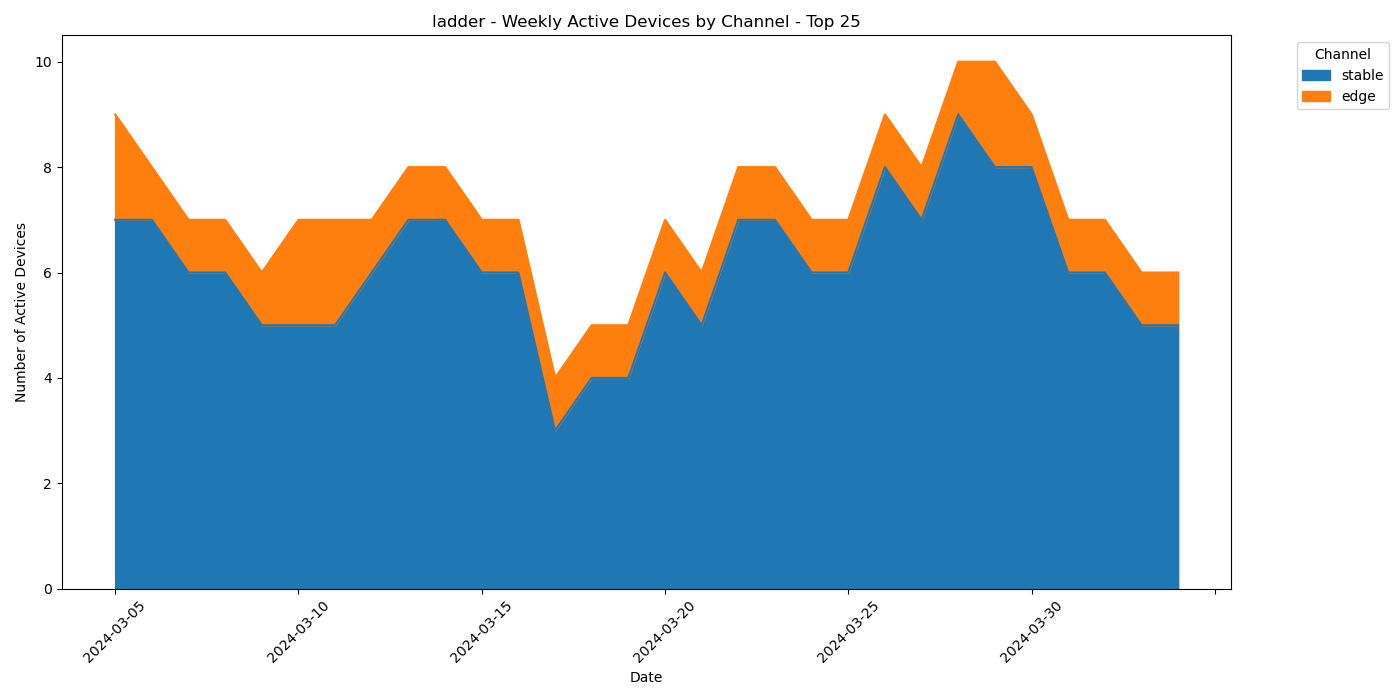 ladder - Weekly Active Devices by Channel - Top 25
Channel
stable
edge
Number of Active Devices
10
8
6
4
2
0
2024-03-05
2024-03-10
2024-03-15
2024-03-20
2024-03-25
2024-03-30
Date